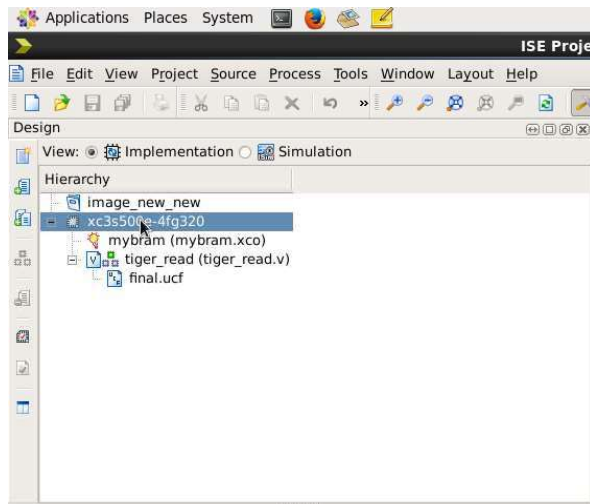 Applications Places System
ISE Proje
File Edit View Project Source Process Tools Window Layout Help
»
Design
View: Implementation Simulation
Hierarchy
image_new_new
xc3s500e-4fg320
mybram (mybram.xco)
V tiger_read (tiger_read.v)
final.ucf